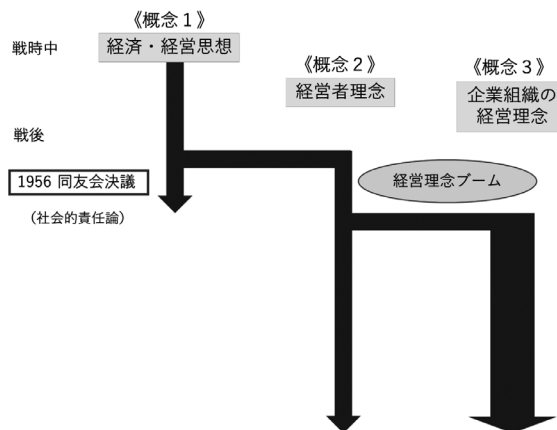 《概念１》
戦時中
経済・経営思想
《概念２》
《概念３》
経営者理念
企業組織の
経営理念
戦後
1956 同友会決議
経営理念ブーム
（社会的責任論）